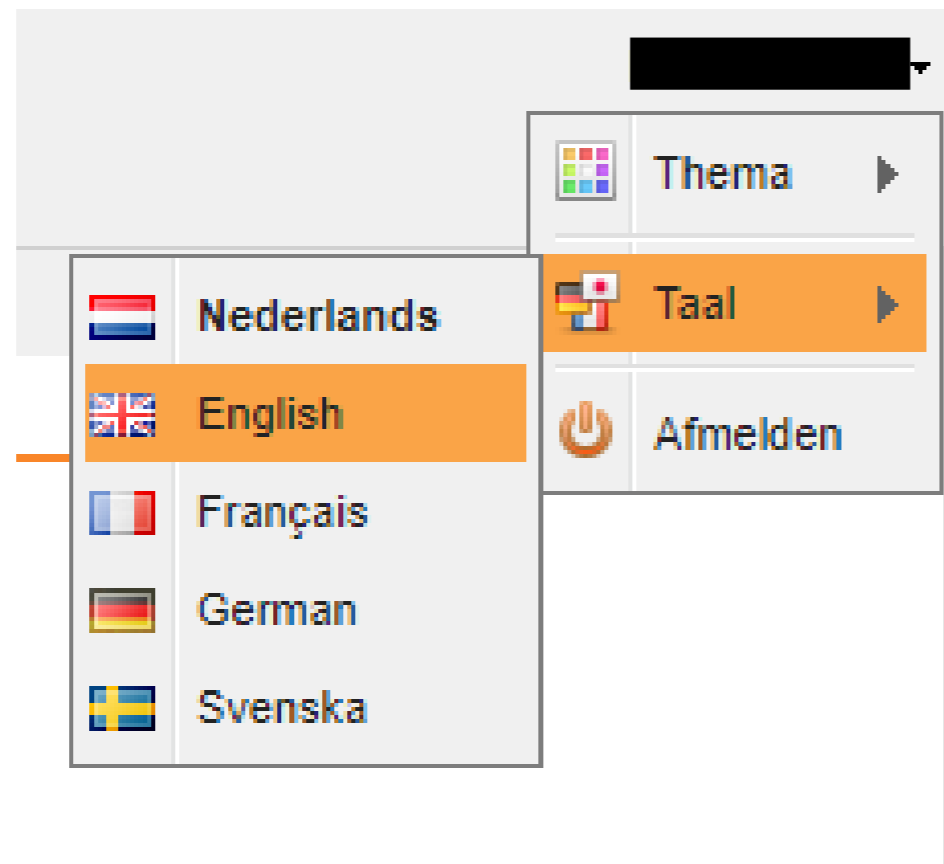 Thema
Taal
Afmelden
Nederlands
English
Français
German
Svenska